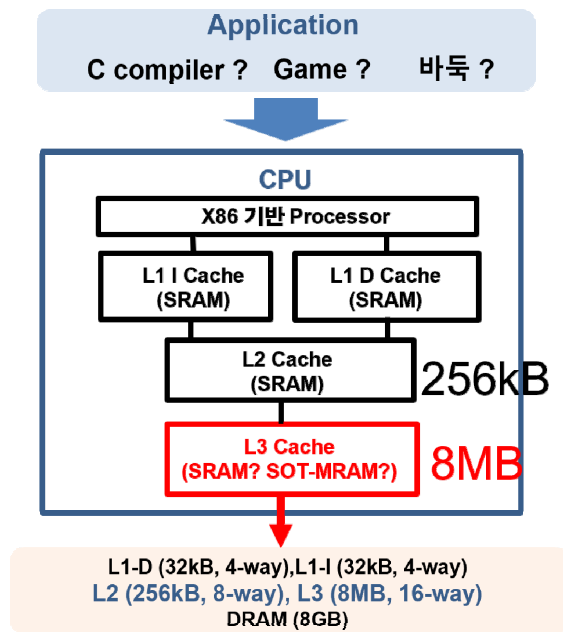 Application
C compiler ? Game ? 바둑 ?
CPU
X86 기반 Processor
L1 I Cache
(SRAM)
L1 D Cache
(SRAM)
L2 Cache
(SRAM)
256kB
L3 Cache
(SRAM? SOT-MRAM?)
8MB
L1-D (32kB, 4-way),L1-I (32kB, 4-way)
L2 (256kB, 8-way), L3 (8MB, 16-way)
DRAM (8GB)